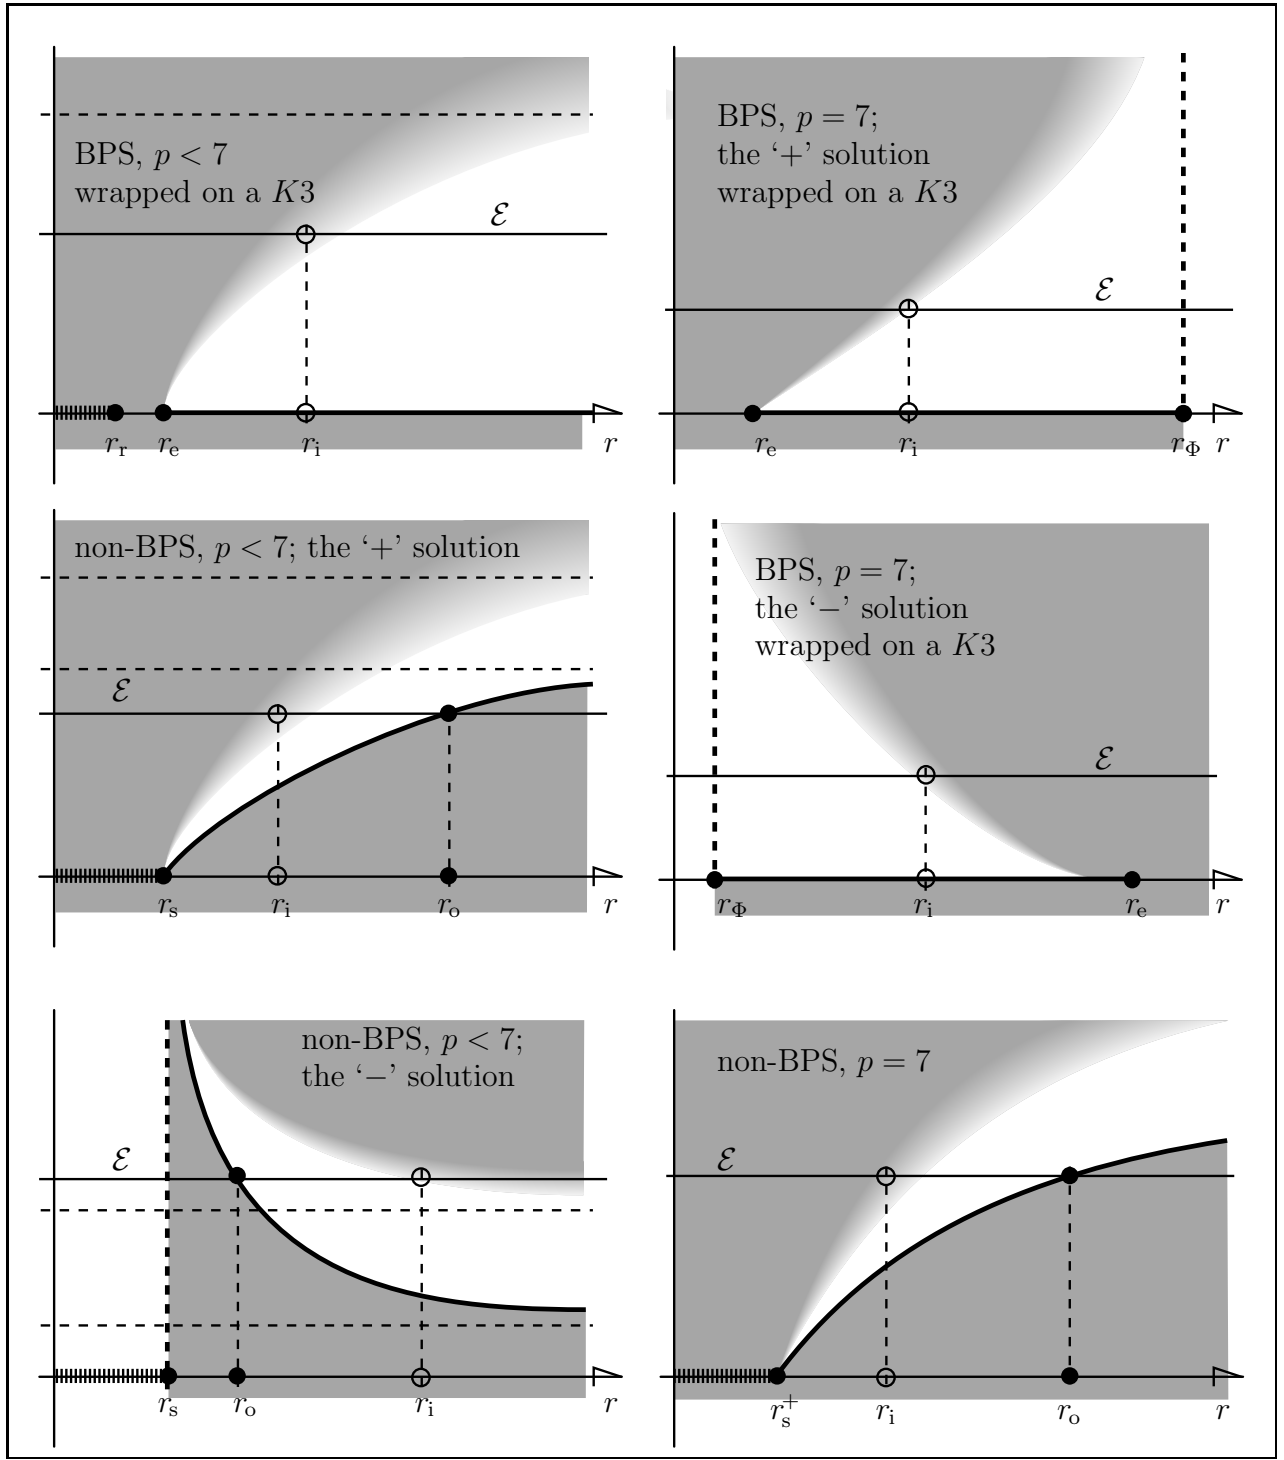 BPS, p < 7
wrapped on a K3
ℰ
r_r r_e r_i r
BPS, p = 7;
the ‘+’ solution
wrapped on a K3
ℰ
r_e r_i r_Φ r
non-BPS, p < 7; the ‘+’ solution
ℰ
r_s r_i r_o r
BPS, p = 7;
the ‘−’ solution
wrapped on a K3
ℰ
r_Φ r_i r_e r
non-BPS, p < 7;
the ‘−’ solution
ℰ
r_s r_o r_i r
non-BPS, p = 7
ℰ
r_s^+ r_i r_o r